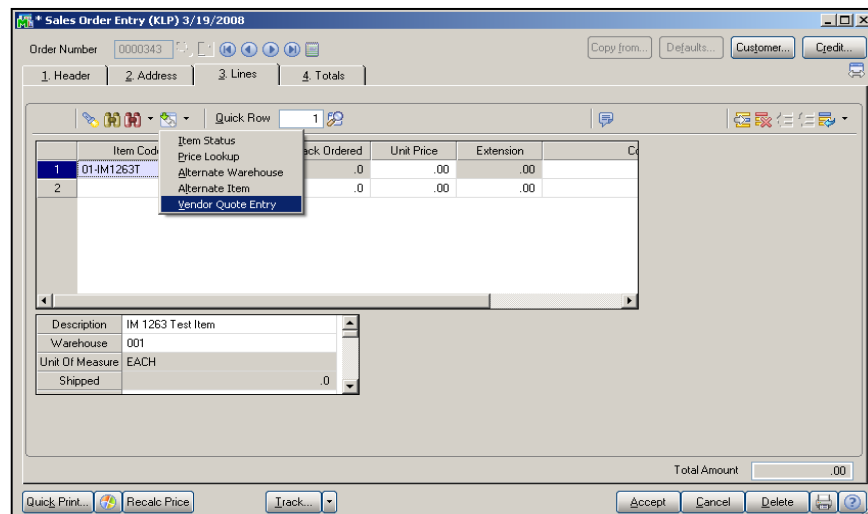 * Sales Order Entry (KLP) 3/19/2008
Order Number 0000343 Copy from... Defaults... Customer... Credit...
1. Header 2. Address 3. Lines 4. Totals
Quick Row 1
Item Code Back Ordered Unit Price Extension Co
1 01-IM1263T .0 .00 .00
2 .0 .00 .00
Item Status
Price Lookup
Alternate Warehouse
Alternate Item
Vendor Quote Entry
Description IM 1263 Test Item
Warehouse 001
Unit Of Measure EACH
Shipped .0
Total Amount .00
Quick Print... Recalc Price Track... Accept Cancel Delete